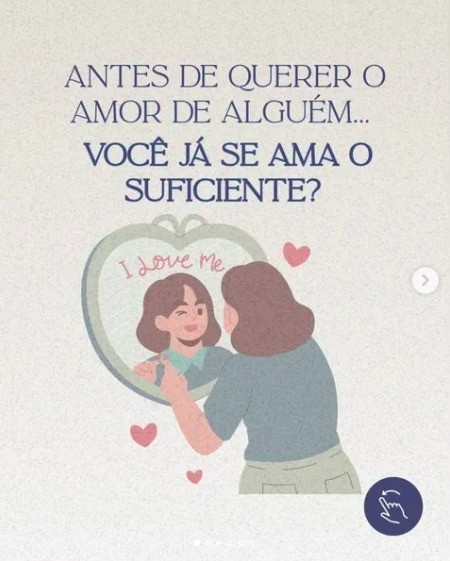 ANTES DE QUERER O
AMOR DE ALGUÉM...
VOCÊ JÁ SE AMA O
SUFICIENTE?
I Love Me